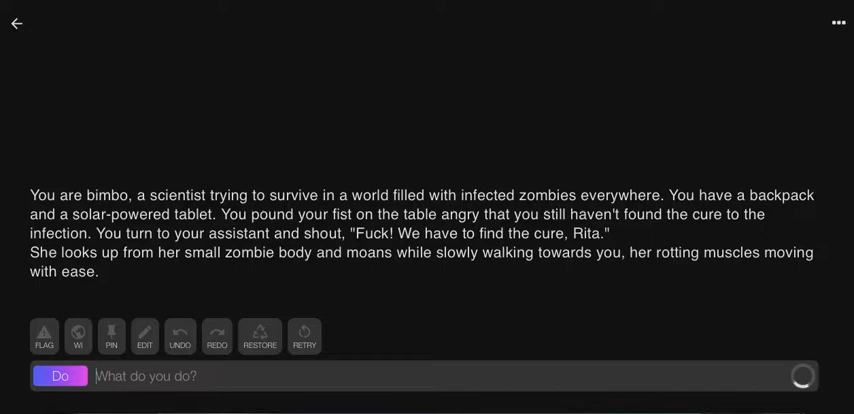 You are bimbo, a scientist trying to survive in a world filled with infected zombies everywhere. You have a backpack
and a solar-powered tablet. You pound your fist on the table angry that you still haven't found the cure to the
infection. You turn to your assistant and shout, "Fuck! We have to find the cure, Rita."
She looks up from her small zombie body and moans while slowly walking towards you, her rotting muscles moving
with ease.
FLAG WI PIN EDIT UNDO REDO RESTORE RETRY
Do What do you do?